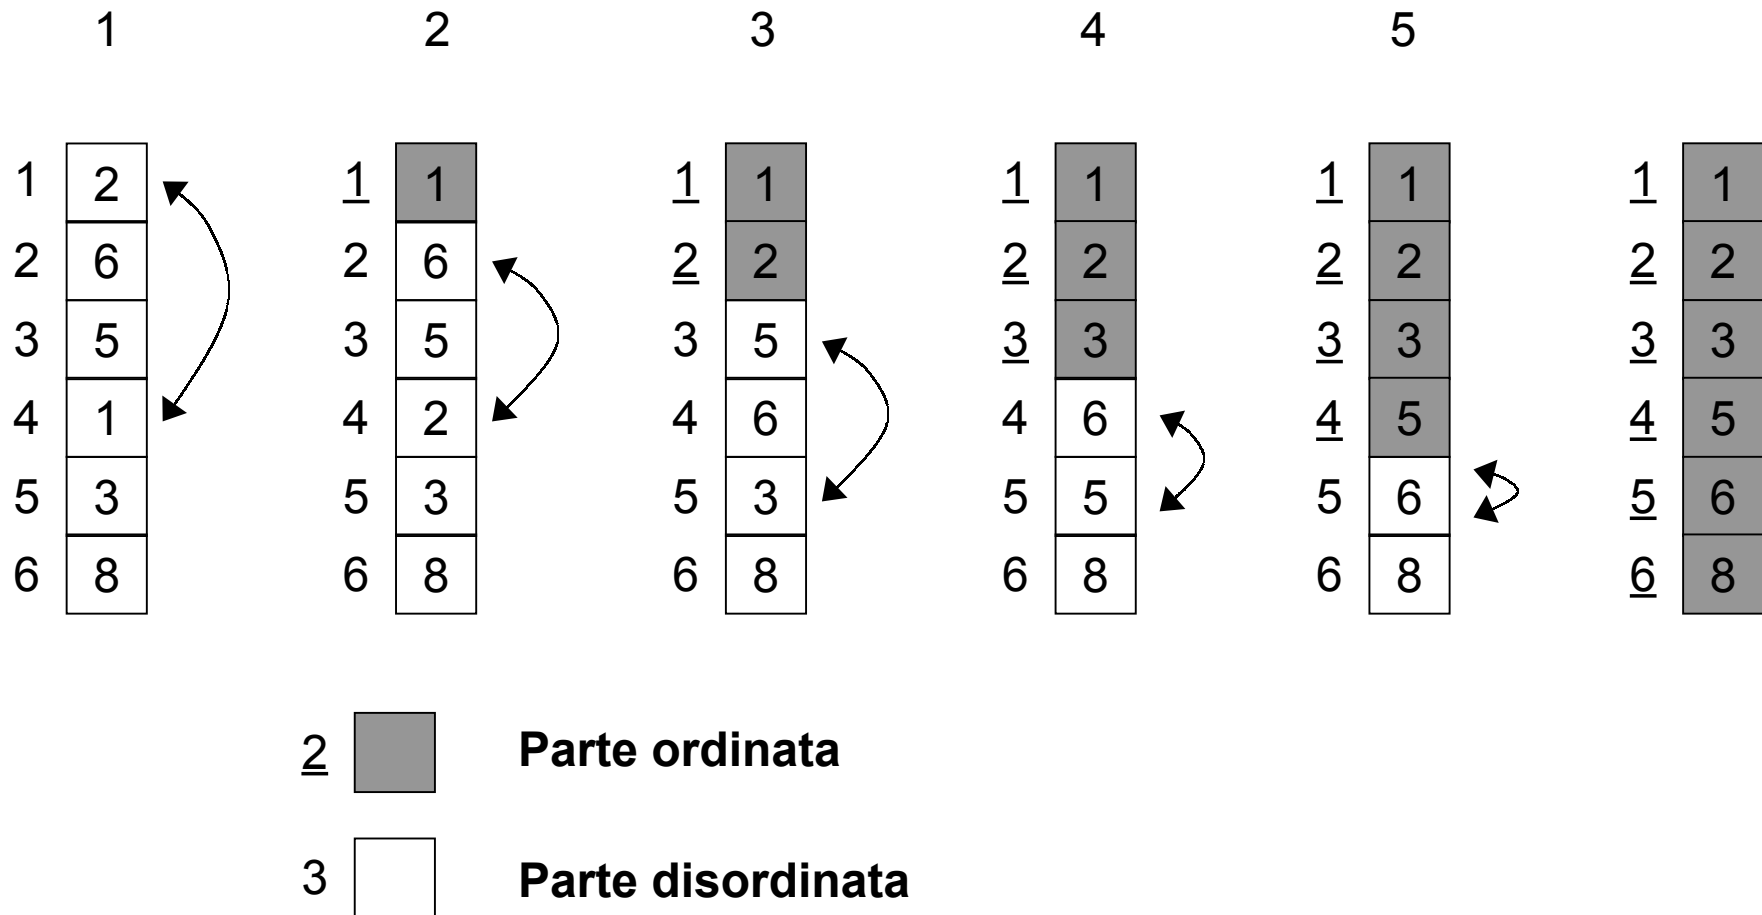 1 2 3 4 5
1 2 1 1 1 1 1 1 1 1 1 1
2 6 2 6 2 2 2 2 2 2 2 2
3 5 3 5 3 5 3 3 3 3 3 3
4 1 4 2 4 6 4 6 4 5 4 5
5 3 5 3 5 3 5 5 5 6 5 6
6 8 6 8 6 8 6 8 6 8 6 8
2 Parte ordinata
3 Parte disordinata